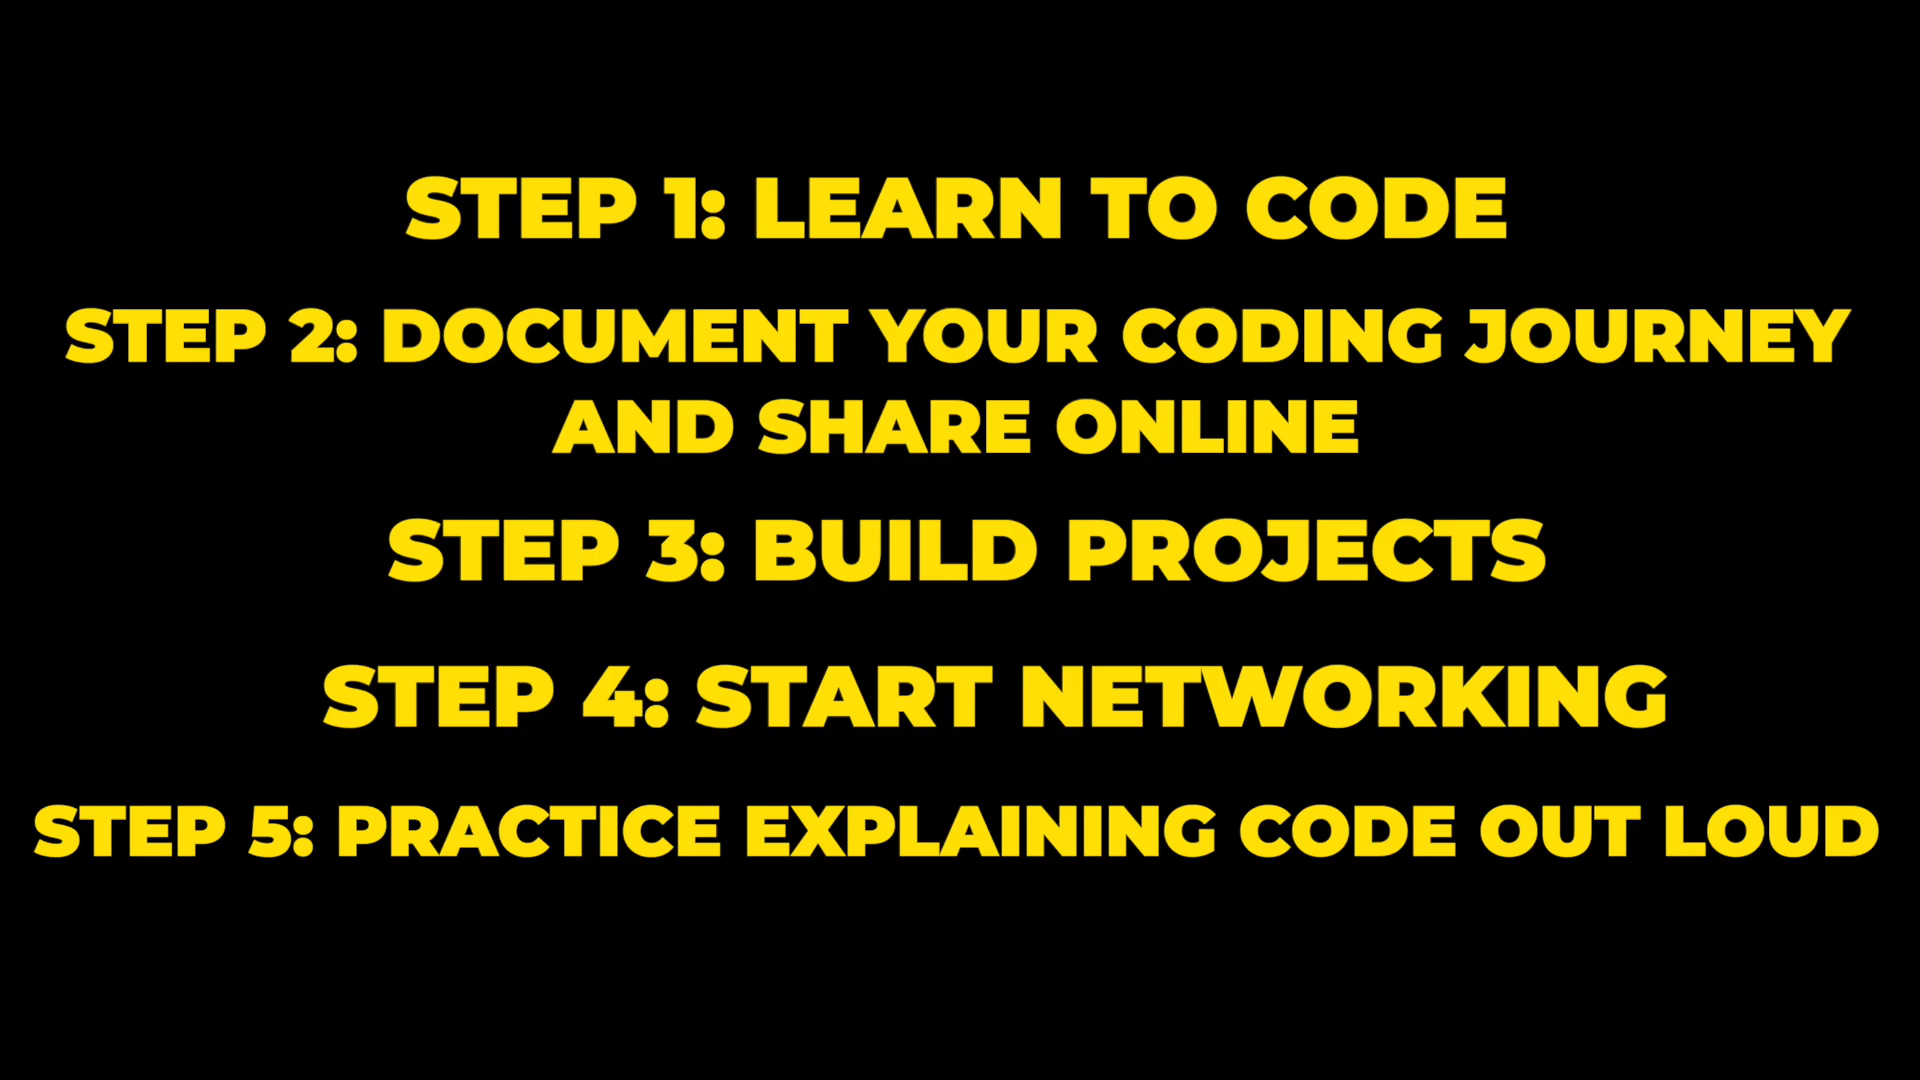 STEP 1: LEARN TO CODE
STEP 2: DOCUMENT YOUR CODING JOURNEY
AND SHARE ONLINE
STEP 3: BUILD PROJECTS
STEP 4: START NETWORKING
STEP 5: PRACTICE EXPLAINING CODE OUT LOUD